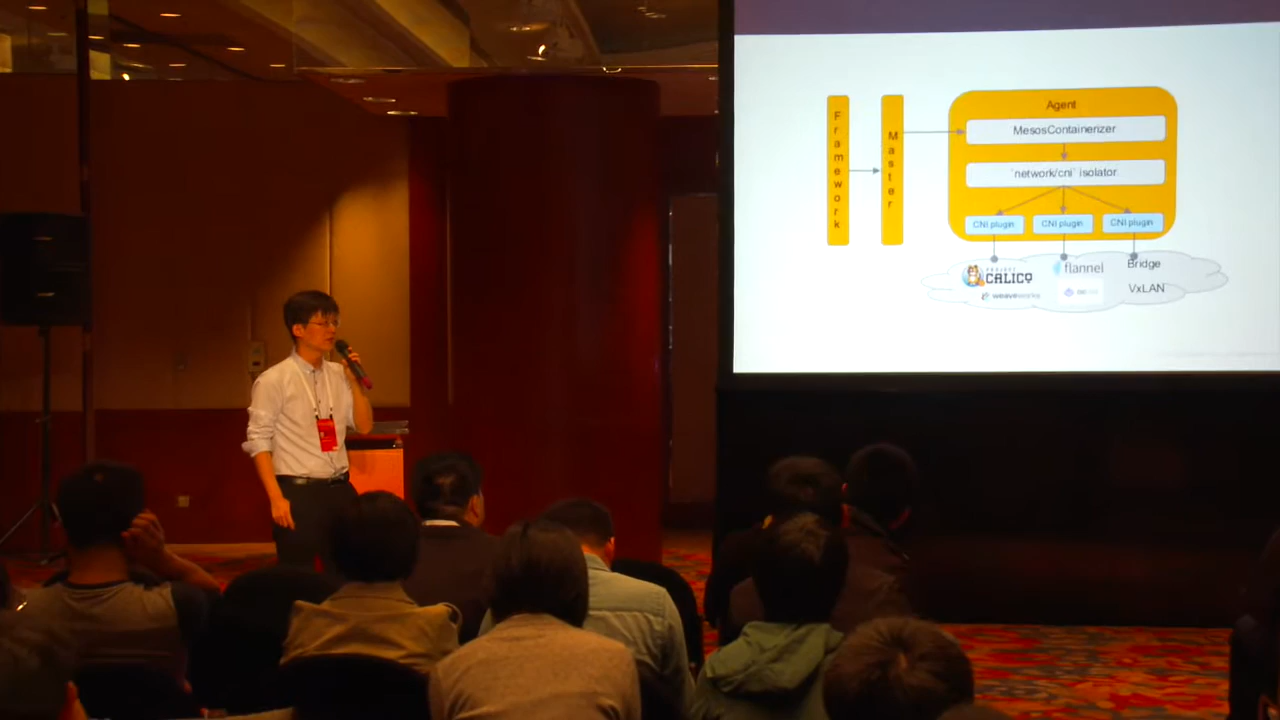 Framework
Master
Agent
MesosContainerizer
`network/cni` isolator
CNI plugin
CNI plugin
CNI plugin
PROJECT
CALICO
flannel
Bridge
weaveworks
VxLAN